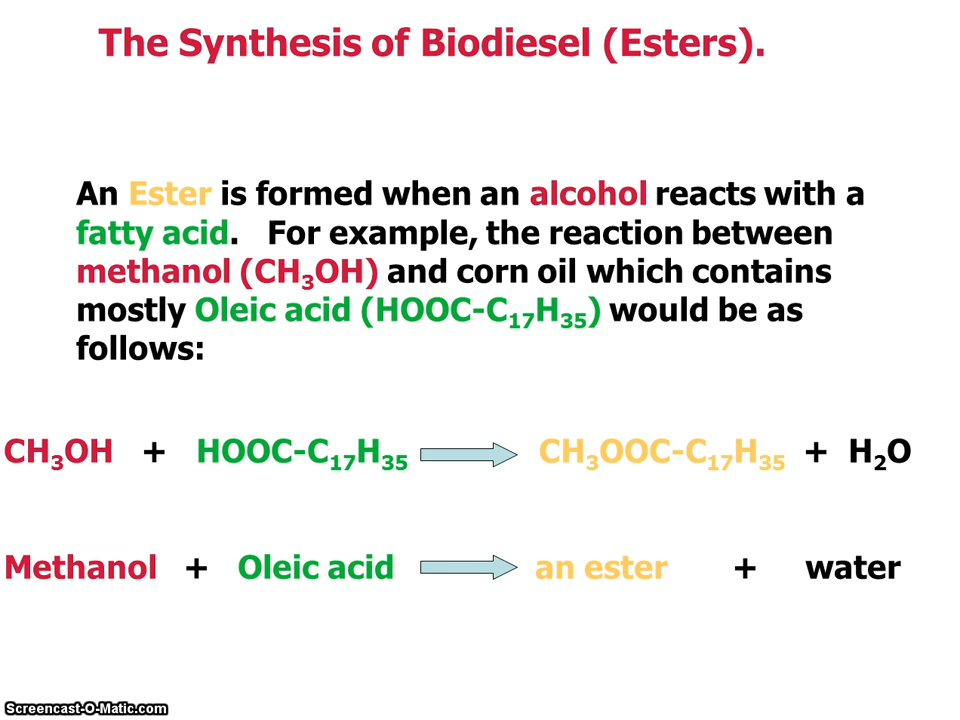 The Synthesis of Biodiesel (Esters).
An Ester is formed when an alcohol reacts with a
fatty acid. For example, the reaction between
methanol (CH₃OH) and corn oil which contains
mostly Oleic acid (HOOC-C₁₇H₃₅) would be as
follows:
CH₃OH + HOOC-C₁₇H₃₅ CH₃OOC-C₁₇H₃₅ + H₂O
Methanol + Oleic acid an ester + water
Screencast-O-Matic.com